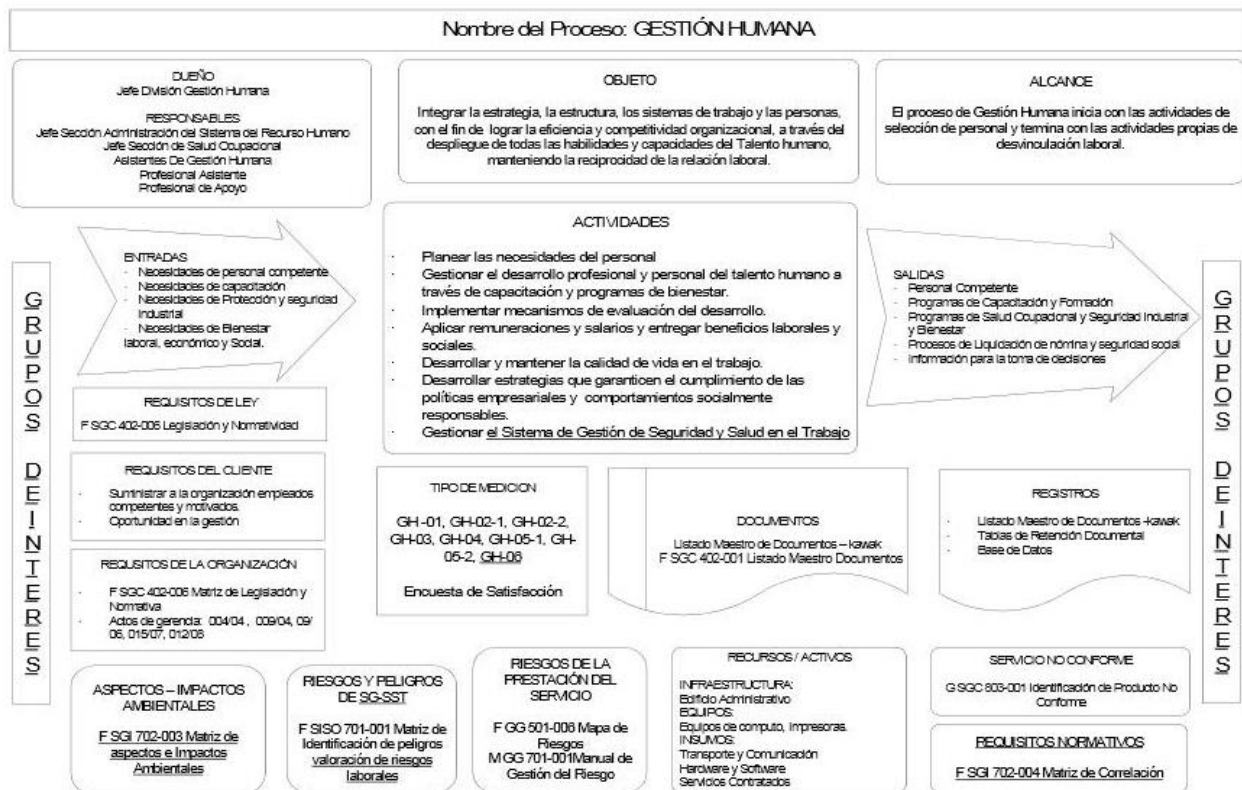 Nombre del Proceso: GESTIÓN HUMANA
DUEÑO
Jefe División Gestión Humana
RESPONSABLES
Jefe Sección Administración del Sistema del Recurso Humano
Jefe Sección de Salud Ocupacional
Asistentes De Gestión Humana
Profesional Asistente
Profesional de Apoyo
OBJETO
Integrar la estrategia, la estructura, los sistemas de trabajo y las personas,
con el fin de lograr la eficiencia y competitividad organizacional, a través del
despliegue de todas las habilidades y capacidades del Talento humano,
manteniendo la reciprocidad de la relación laboral.
ALCANCE
El proceso de Gestión Humana inicia con las actividades de
selección de personal y termina con las actividades propias de
desvinculación laboral.
GRUPOS DE INTERES
ENTRADAS
- Necesidades de personal competente
- Necesidades de capacitación
- Necesidades de Protección y seguridad
Industrial
- Necesidades de Bienestar
laboral, económico y Social.
ACTIVIDADES
· Planear las necesidades del personal
· Gestionar el desarrollo profesional y personal del talento humano a
través de capacitación y programas de bienestar.
· Implementar mecanismos de evaluación del desarrollo.
· Aplicar remuneraciones y salarios y entregar beneficios laborales y
sociales.
· Desarrollar y mantener la calidad de vida en el trabajo.
· Desarrollar estrategias que garanticen el cumplimiento de las
políticas empresariales y comportamientos socialmente
responsables.
· Gestionar el Sistema de Gestión de Seguridad y Salud en el Trabajo
SALIDAS
- Personal Competente
- Programas de Capacitación y Formación
- Programas de Salud Ocupacional y Seguridad Industrial
y Bienestar
- Procesos de Liquidación de nómina y seguridad social
- Información para la toma de decisiones
GRUPOS DE INTERES
REQUISITOS DE LEY
F SGC 402-006 Legislación y Normatividad
REQUISITOS DEL CLIENTE
· Suministrar a la organización empleados
competentes y motivados.
· Oportunidad en la gestión
REQUSITOS DE LA ORGANIZACIÓN
· F SGC 402-006 Matriz de Legislación y
Normativa
· Actos de gerencia: 004/04 , 009/04, 09/
06, 015/07, 012/08
TIPO DE MEDICION
GH -01, GH-02-1, GH-02-2,
GH-03, GH-04, GH-05-1, GH-
05-2, GH-06
Encuesta de Satisfacción
DOCUMENTOS
Listado Maestro de Documentos – kawak
F SGC 402-001 Listado Maestro Documentos
REGISTROS
· Listado Maestro de Documentos -kawak
· Tablas de Retención Documental
· Base de Datos
ASPECTOS – IMPACTOS
AMBIENTALES
F SGI 702-003 Matriz de
aspectos e Impactos
Ambientales
RIESGOS Y PELIGROS
DE SG-SST
F SISO 701-001 Matriz de
Identificación de peligros
valoración de riesgos
laborales
RIESGOS DE LA
PRESTACIÓN DEL
SERVICIO
F GG 501-006 Mapa de
Riesgos
M GG 701-001Manual de
Gestión del Riesgo
RECURSOS / ACTIVOS
INFRAESTRUCTURA:
Edificio Administrativo
EQUIPOS:
Equipos de computo, Impresoras.
INSUMOS:
Transporte y Comunicación
Hardware y Software
Servicios Contratados
SERVICIO NO CONFORME
G SGC 803-001 Identificación de Producto No
Conforme
REQUISITOS NORMATIVOS
F SGI 702-004 Matriz de Correlación